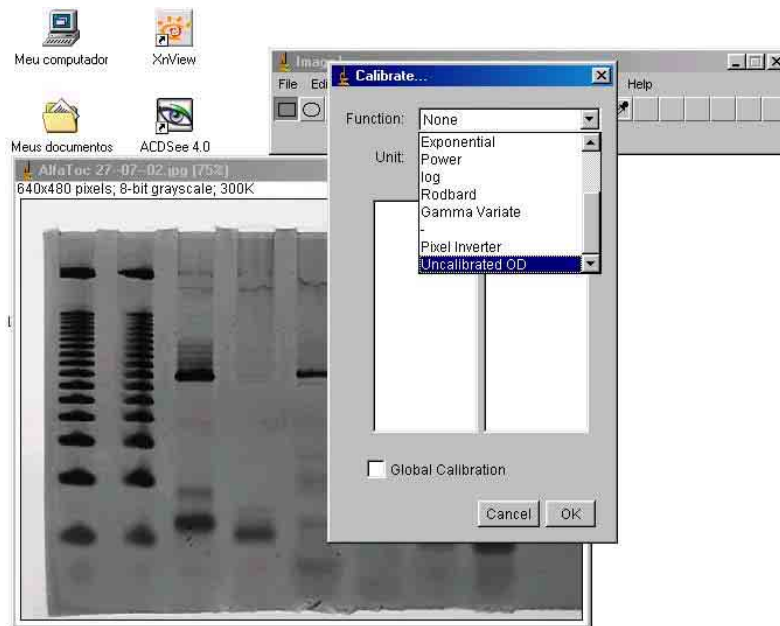 Meu computador
XnView
Meus documentos
ACDSee 4.0
File
Help
Calibrate...
Function:
None
Unit:
Exponential
Power
log
Rodbard
Gamma Variate
-
Pixel Inverter
Uncalibrated OD
Global Calibration
Cancel
OK
AlfaToc 27-07-02.jpg (75%)
640x480 pixels; 8-bit grayscale; 300K